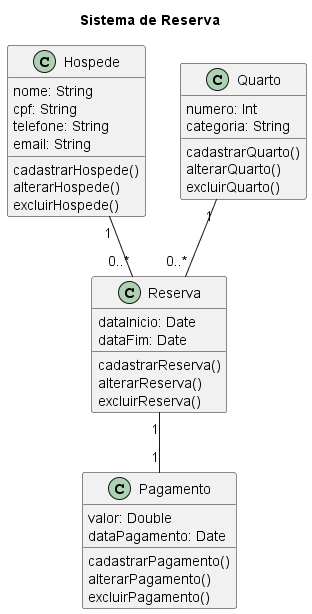 Sistema de Reserva
C Hospede
nome: String
cpf: String
telefone: String
email: String
cadastrarHospede()
alterarHospede()
excluirHospede()
C Quarto
numero: Int
categoria: String
cadastrarQuarto()
alterarQuarto()
excluirQuarto()
1
1
0..*
0..*
C Reserva
dataInicio: Date
dataFim: Date
cadastrarReserva()
alterarReserva()
excluirReserva()
1
1
C Pagamento
valor: Double
dataPagamento: Date
cadastrarPagamento()
alterarPagamento()
excluirPagamento()